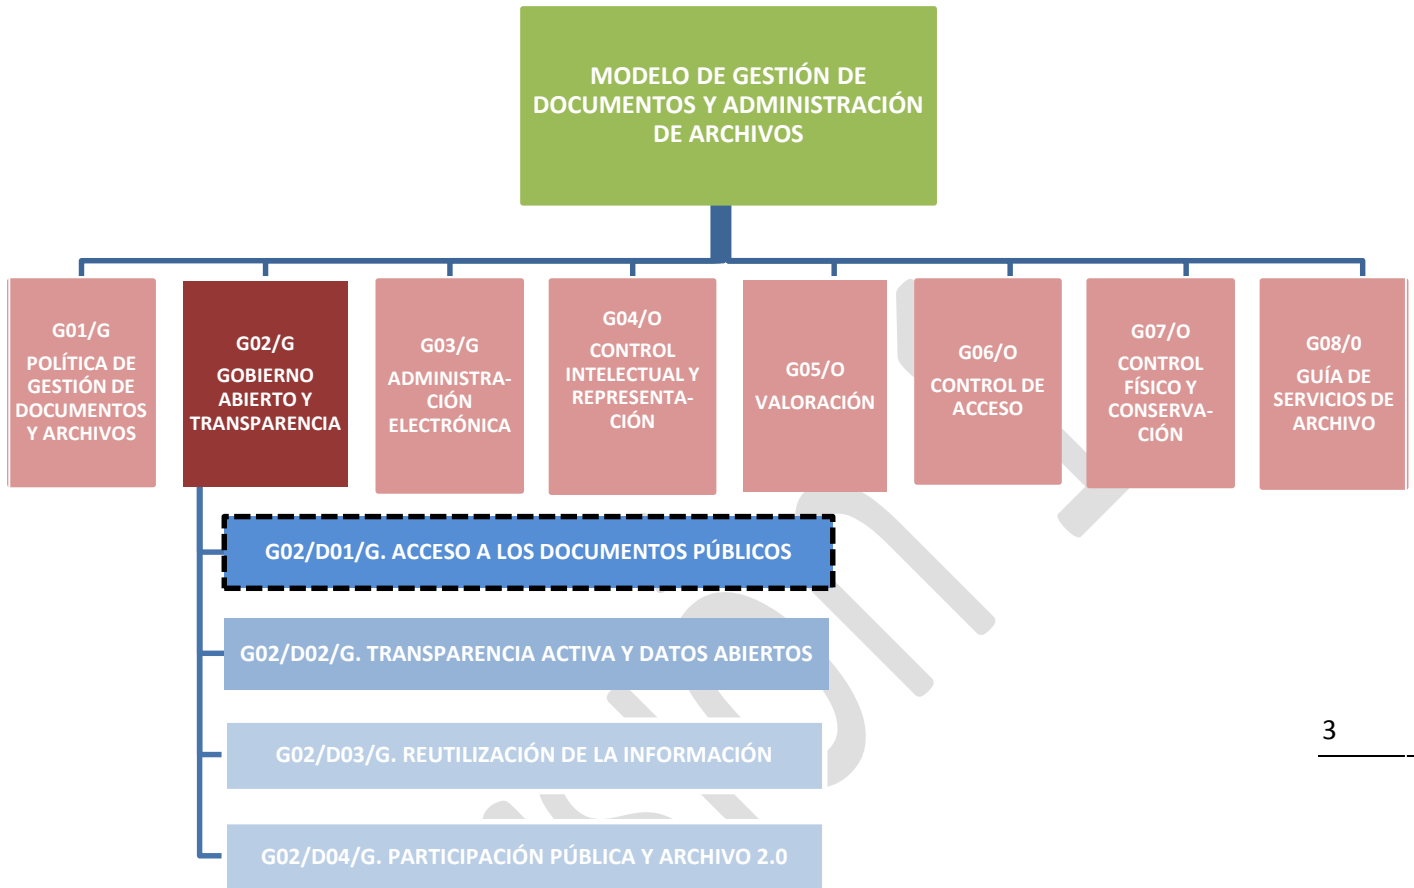 MODELO DE GESTIÓN DE
DOCUMENTOS Y ADMINISTRACIÓN
DE ARCHIVOS
G01/G
POLÍTICA DE
GESTIÓN DE
DOCUMENTOS
Y ARCHIVOS
G02/G
GOBIERNO
ABIERTO Y
TRANSPARENCIA
G03/G
ADMINISTRA-
CIÓN
ELECTRÓNICA
G04/O
CONTROL
INTELECTUAL Y
REPRESENTA-
CIÓN
G05/O
VALORACIÓN
G06/O
CONTROL DE
ACCESO
G07/O
CONTROL
FÍSICO Y
CONSERVA-
CIÓN
G08/0
GUÍA DE
SERVICIOS DE
ARCHIVO
G02/D01/G. ACCESO A LOS DOCUMENTOS PÚBLICOS
G02/D02/G. TRANSPARENCIA ACTIVA Y DATOS ABIERTOS
G02/D03/G. REUTILIZACIÓN DE LA INFORMACIÓN
G02/D04/G. PARTICIPACIÓN PÚBLICA Y ARCHIVO 2.0
3